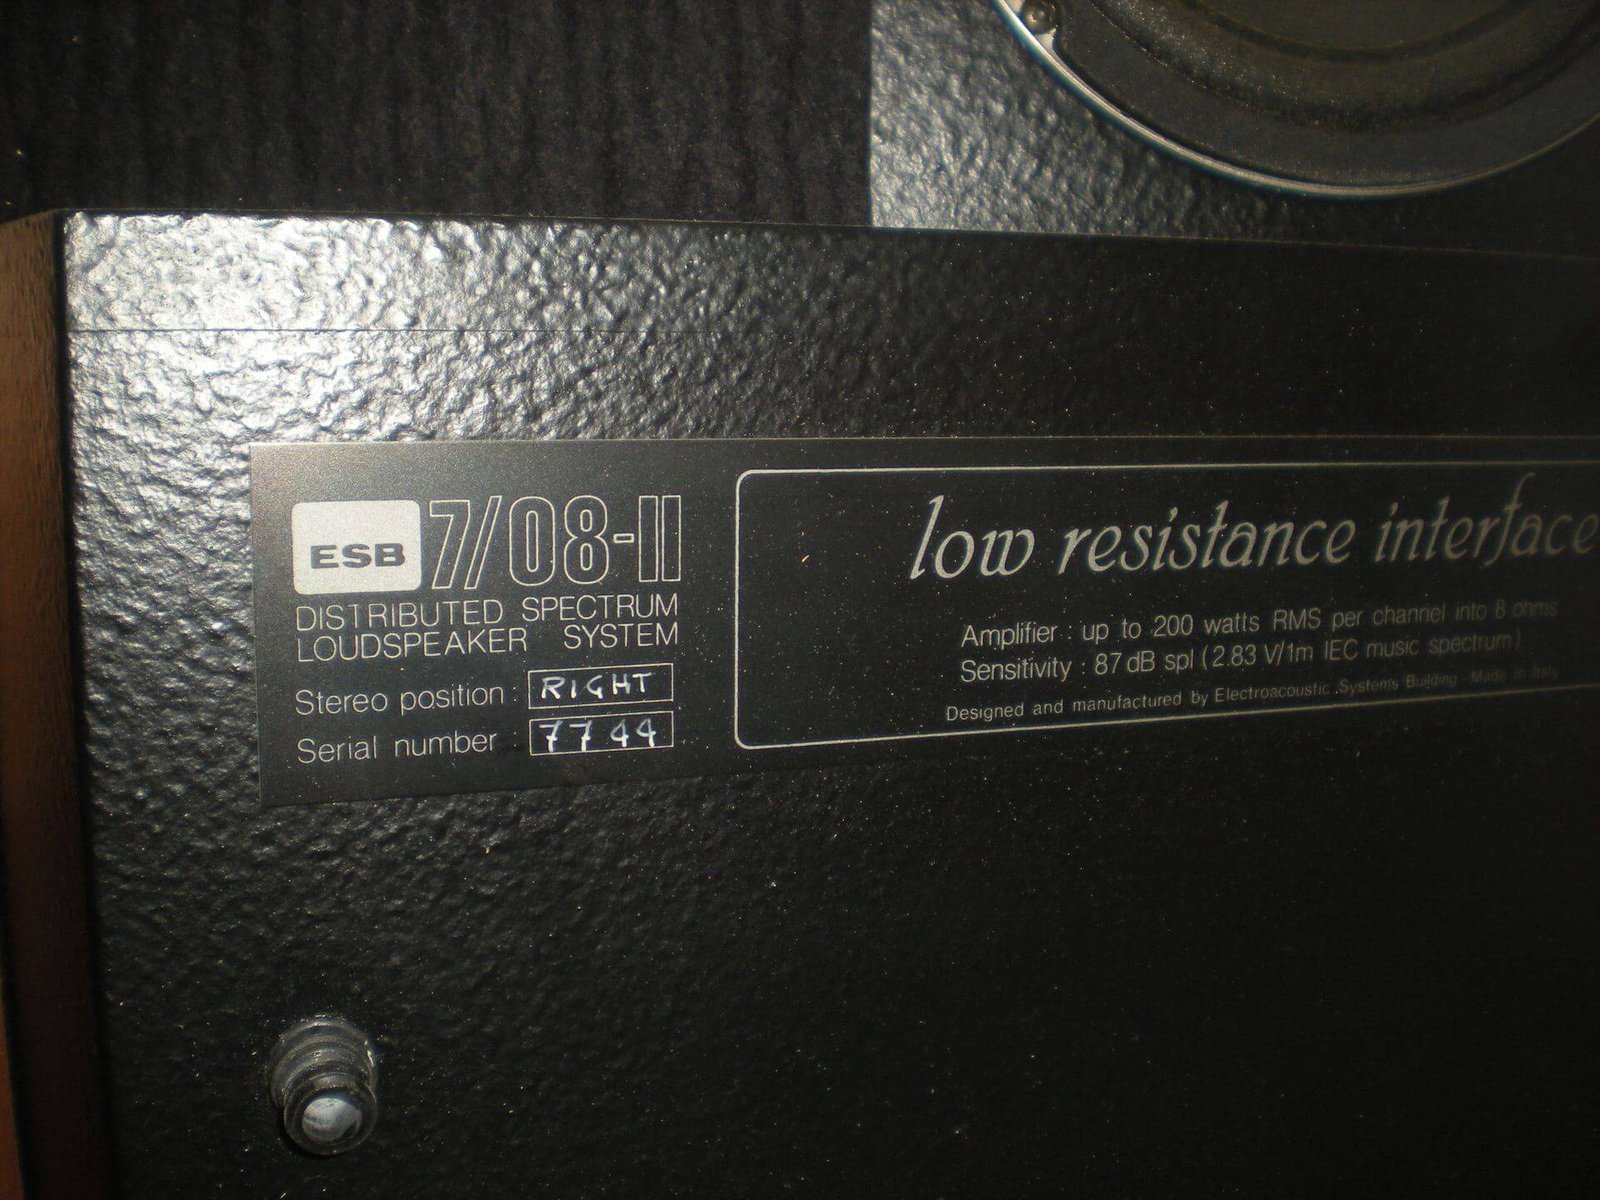 ESB 7/08-II
DISTRIBUTED SPECTRUM
LOUDSPEAKER SYSTEM
Stereo position : RIGHT
Serial number 7744
low resistance interface
Amplifier : up to 200 watts RMS per channel into 8 ohms
Sensitivity : 87 dB spl (2.83 V/1m IEC music spectrum)
Designed and manufactured by Electroacoustic Systems Building - Made in Italy